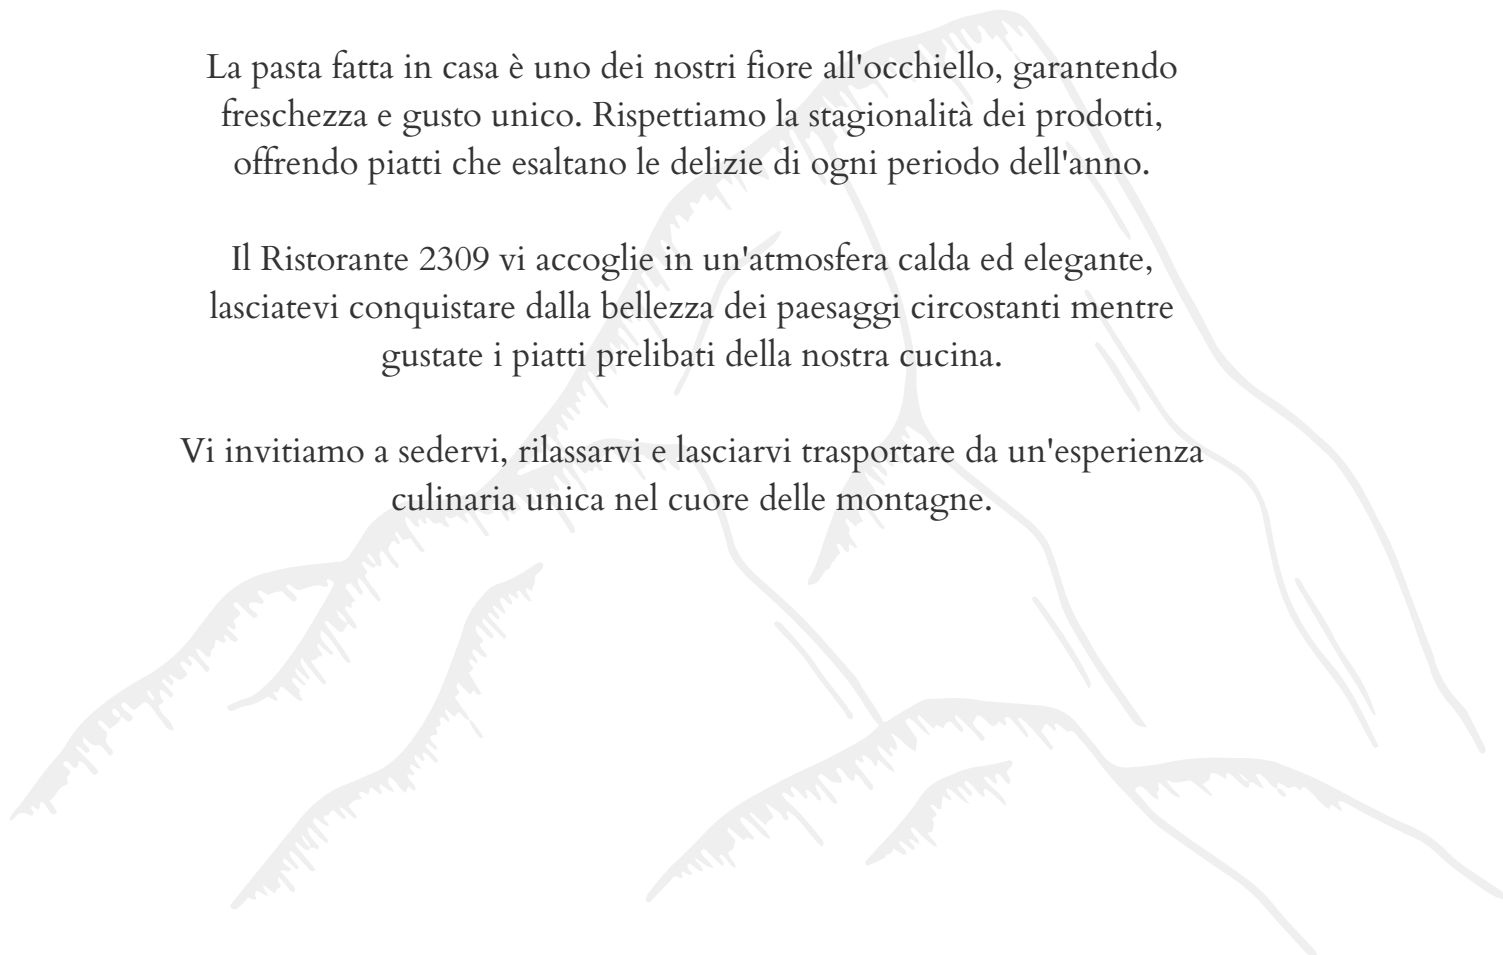 La pasta fatta in casa è uno dei nostri fiore all'occhiello, garantendo
freschezza e gusto unico. Rispettiamo la stagionalità dei prodotti,
offrendo piatti che esaltano le delizie di ogni periodo dell'anno.
Il Ristorante 2309 vi accoglie in un'atmosfera calda ed elegante,
lasciatevi conquistare dalla bellezza dei paesaggi circostanti mentre
gustate i piatti prelibati della nostra cucina.
Vi invitiamo a sedervi, rilassarvi e lasciarvi trasportare da un'esperienza
culinaria unica nel cuore delle montagne.